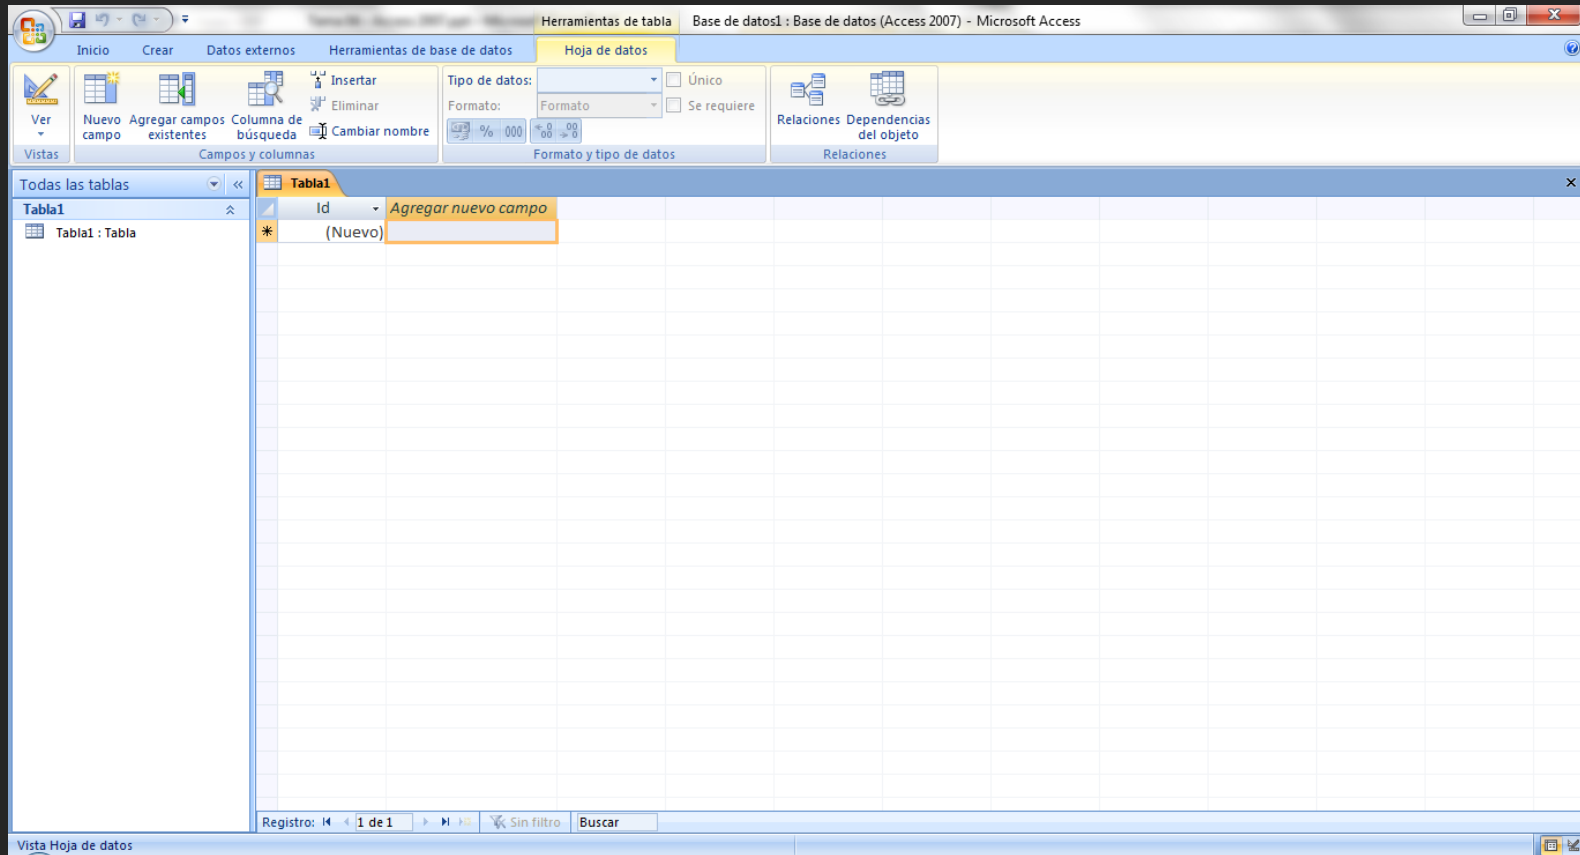 Herramientas de tabla Base de datos1 : Base de datos (Access 2007) - Microsoft Access
Inicio Crear Datos externos Herramientas de base de datos Hoja de datos
Ver
Vistas
Nuevo campo
Agregar campos existentes
Columna de búsqueda
Insertar
Eliminar
Cambiar nombre
Campos y columnas
Tipo de datos:
Único
Formato: Formato
Se requiere
% 000
Formato y tipo de datos
Relaciones
Dependencias del objeto
Relaciones
Todas las tablas
Tabla1
Tabla1 : Tabla
Tabla1
Id Agregar nuevo campo
(Nuevo)
Registro: 1 de 1 Sin filtro Buscar
Vista Hoja de datos